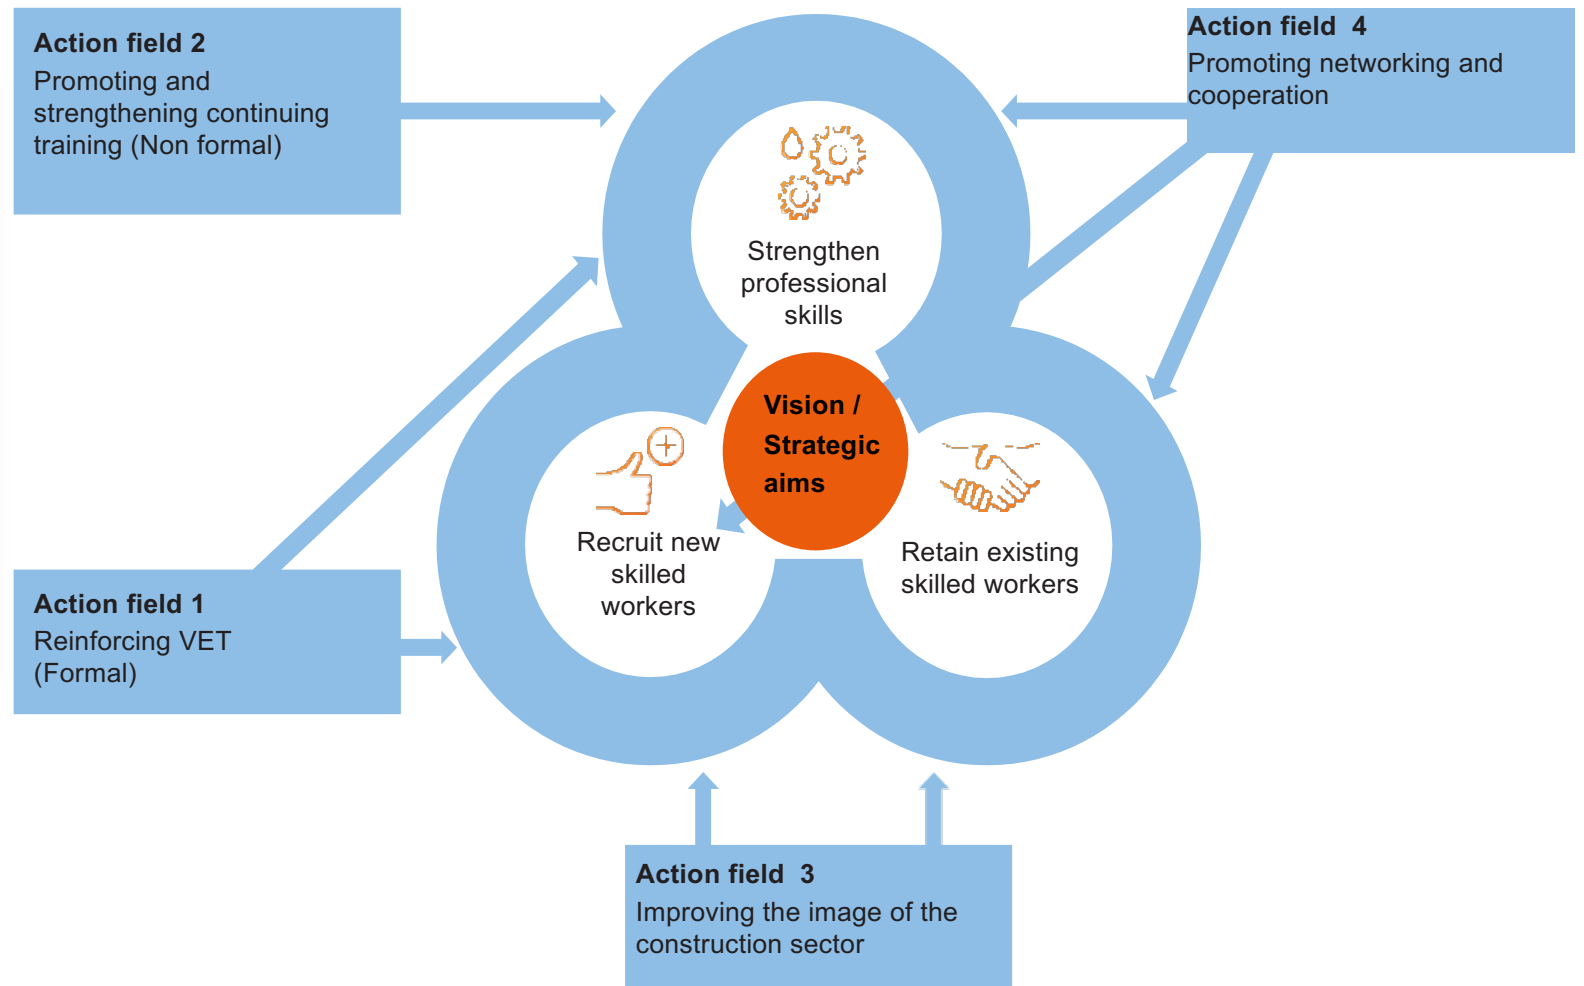 Action field 2
Promoting and
strengthening continuing
training (Non formal)
Action field 4
Promoting networking and
cooperation
Strengthen
professional
skills
Vision /
Strategic
aims
Recruit new
skilled
workers
Retain existing
skilled workers
Action field 1
Reinforcing VET
(Formal)
Action field 3
Improving the image of the
construction sector